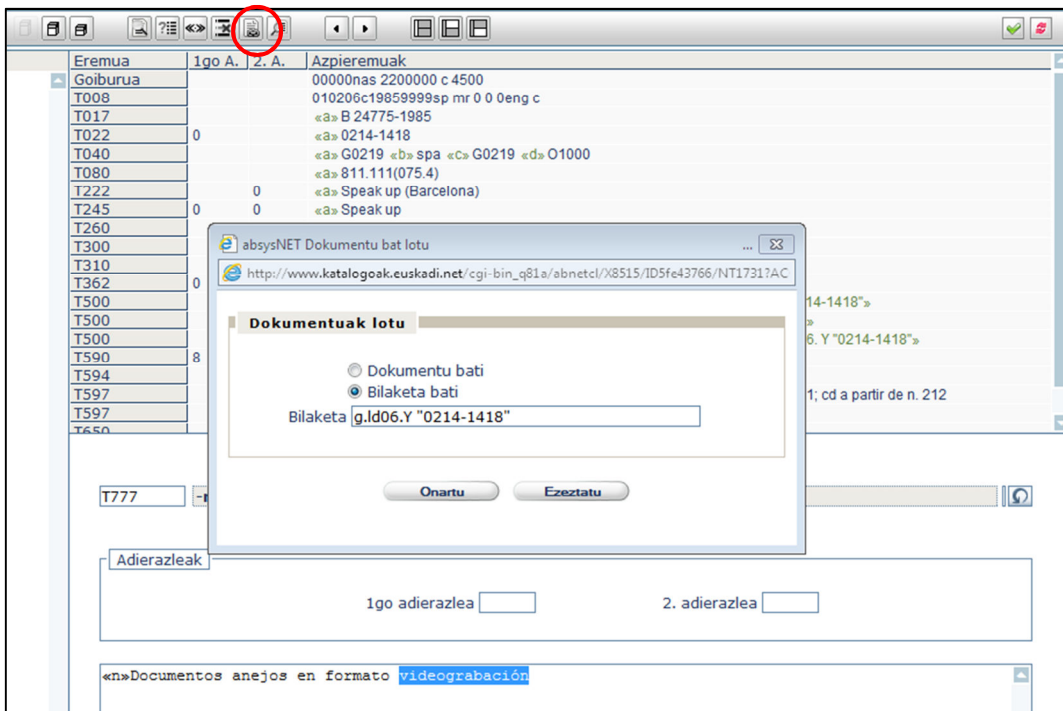 Eremua 1go A. 2. A. Azpieremuak
Goiburua 00000nas 2200000 c 4500
T008 010206c19859999sp mr 0 0 0eng c
T017 «a» B 24775-1985
T022 0 «a» 0214-1418
T040 «a» G0219 «b» spa «c» G0219 «d» O1000
T080 «a» 811.111(075.4)
T222 0 «a» Speak up (Barcelona)
T245 0 0 «a» Speak up
T260
T300
T310
T362 0
T500 14-1418"»
T500 »
T500 6. Y "0214-1418"»
T590 8
T594
T597 1; cd a partir de n. 212
T597
T650
absysNET Dokumentu bat lotu ...
http://www.katalogoak.euskadi.net/cgi-bin_q81a/abnetcl/X8515/ID5fe43766/NT1731?AC
Dokumentuak lotu
Dokumentu bati
Bilaketa bati
Bilaketa g.ld06.Y "0214-1418"
Onartu Ezeztatu
T777
Adierazleak
1go adierazlea 2. adierazlea
«n»Documentos anejos en formato videograbación